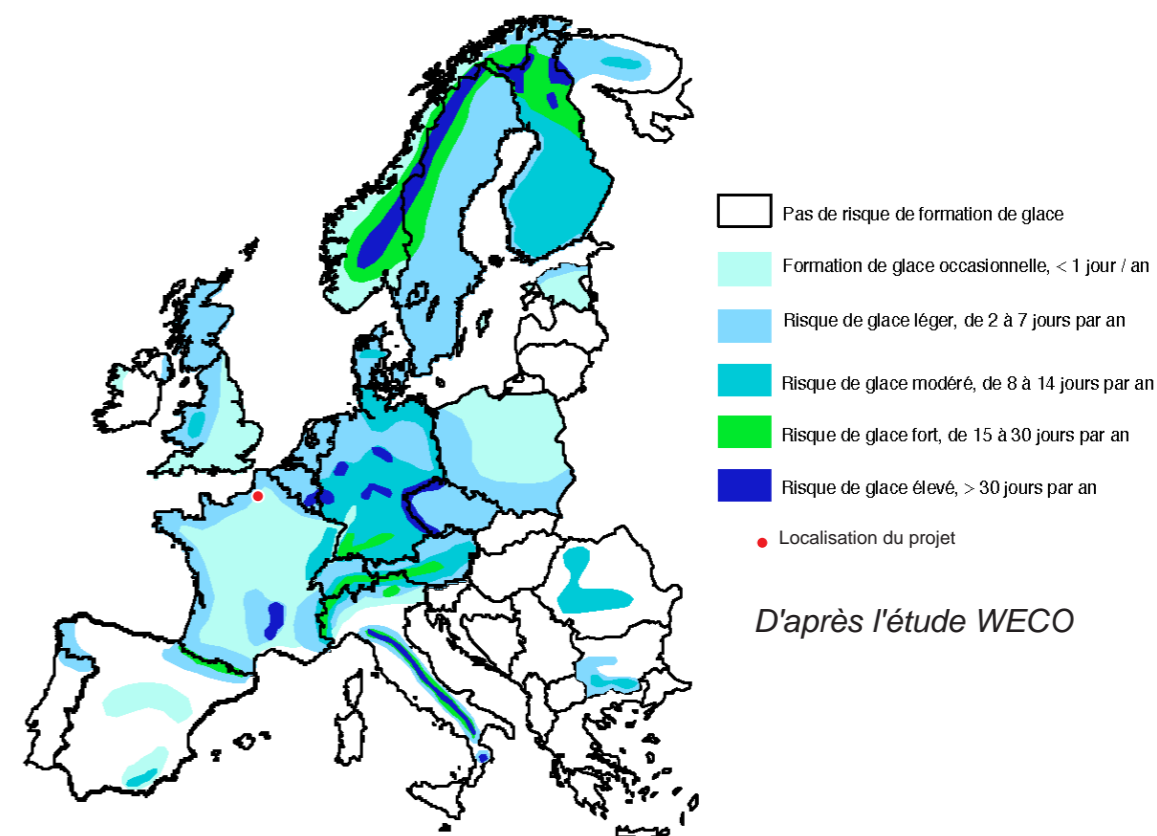 Pas de risque de formation de glace
Formation de glace occasionnelle, < 1 jour / an
Risque de glace léger, de 2 à 7 jours par an
Risque de glace modéré, de 8 à 14 jours par an
Risque de glace fort, de 15 à 30 jours par an
Risque de glace élevé, > 30 jours par an
Localisation du projet
D'après l'étude WECO